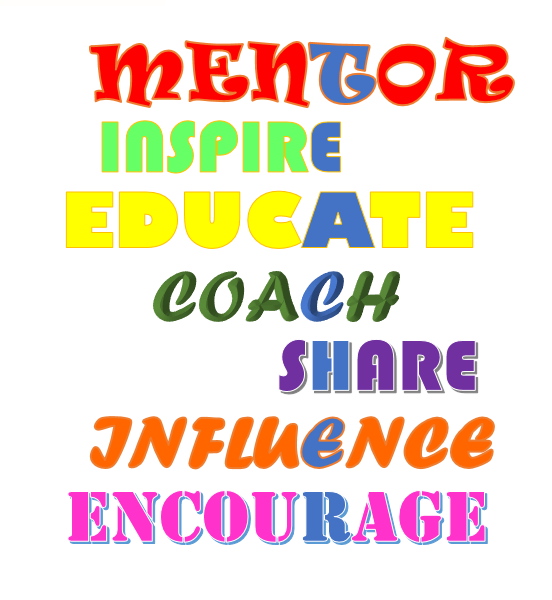 MENTOR
INSPIRE
EDUCATE
COACH
SHARE
INFLUENCE
ENCOURAGE